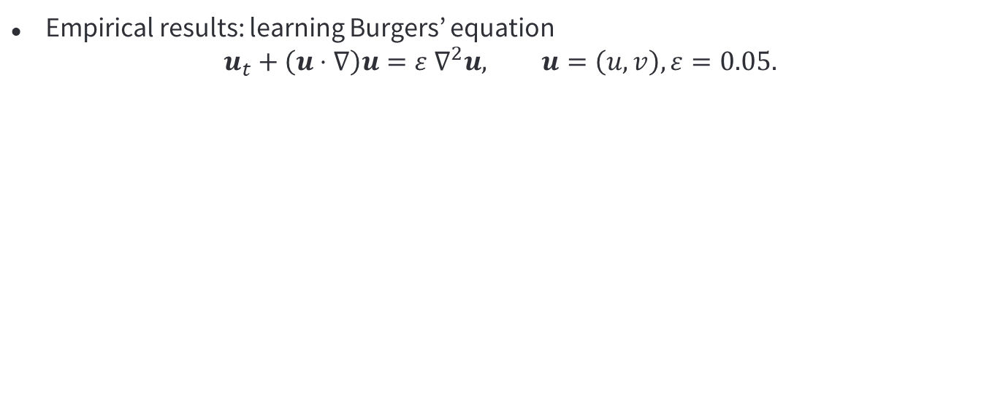 • Empirical results: learning Burgers’ equation
𝒖ₜ + (𝒖 · ∇)𝒖 = ε ∇²𝒖, 𝒖 = (u, v), ε = 0.05.